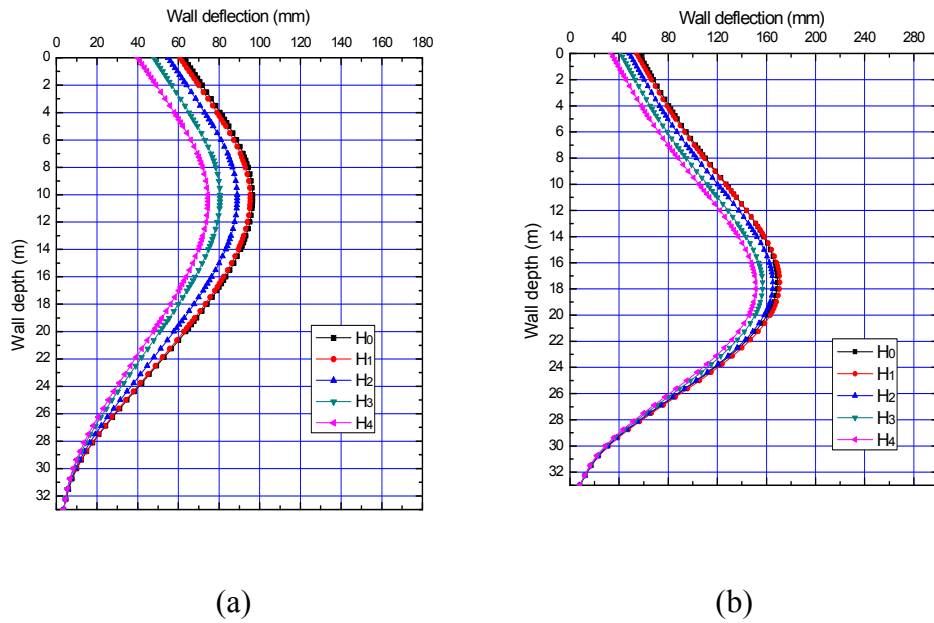 Wall deflection (mm)
0 20 40 60 80 100 120 140 160 180
Wall depth (m)
0
2
4
6
8
10
12
14
16
18
20
22
24
26
28
30
32
H0
H1
H2
H3
H4
(a)
Wall deflection (mm)
0 40 80 120 160 200 240 280
Wall depth (m)
0
2
4
6
8
10
12
14
16
18
20
22
24
26
28
30
32
H0
H1
H2
H3
H4
(b)